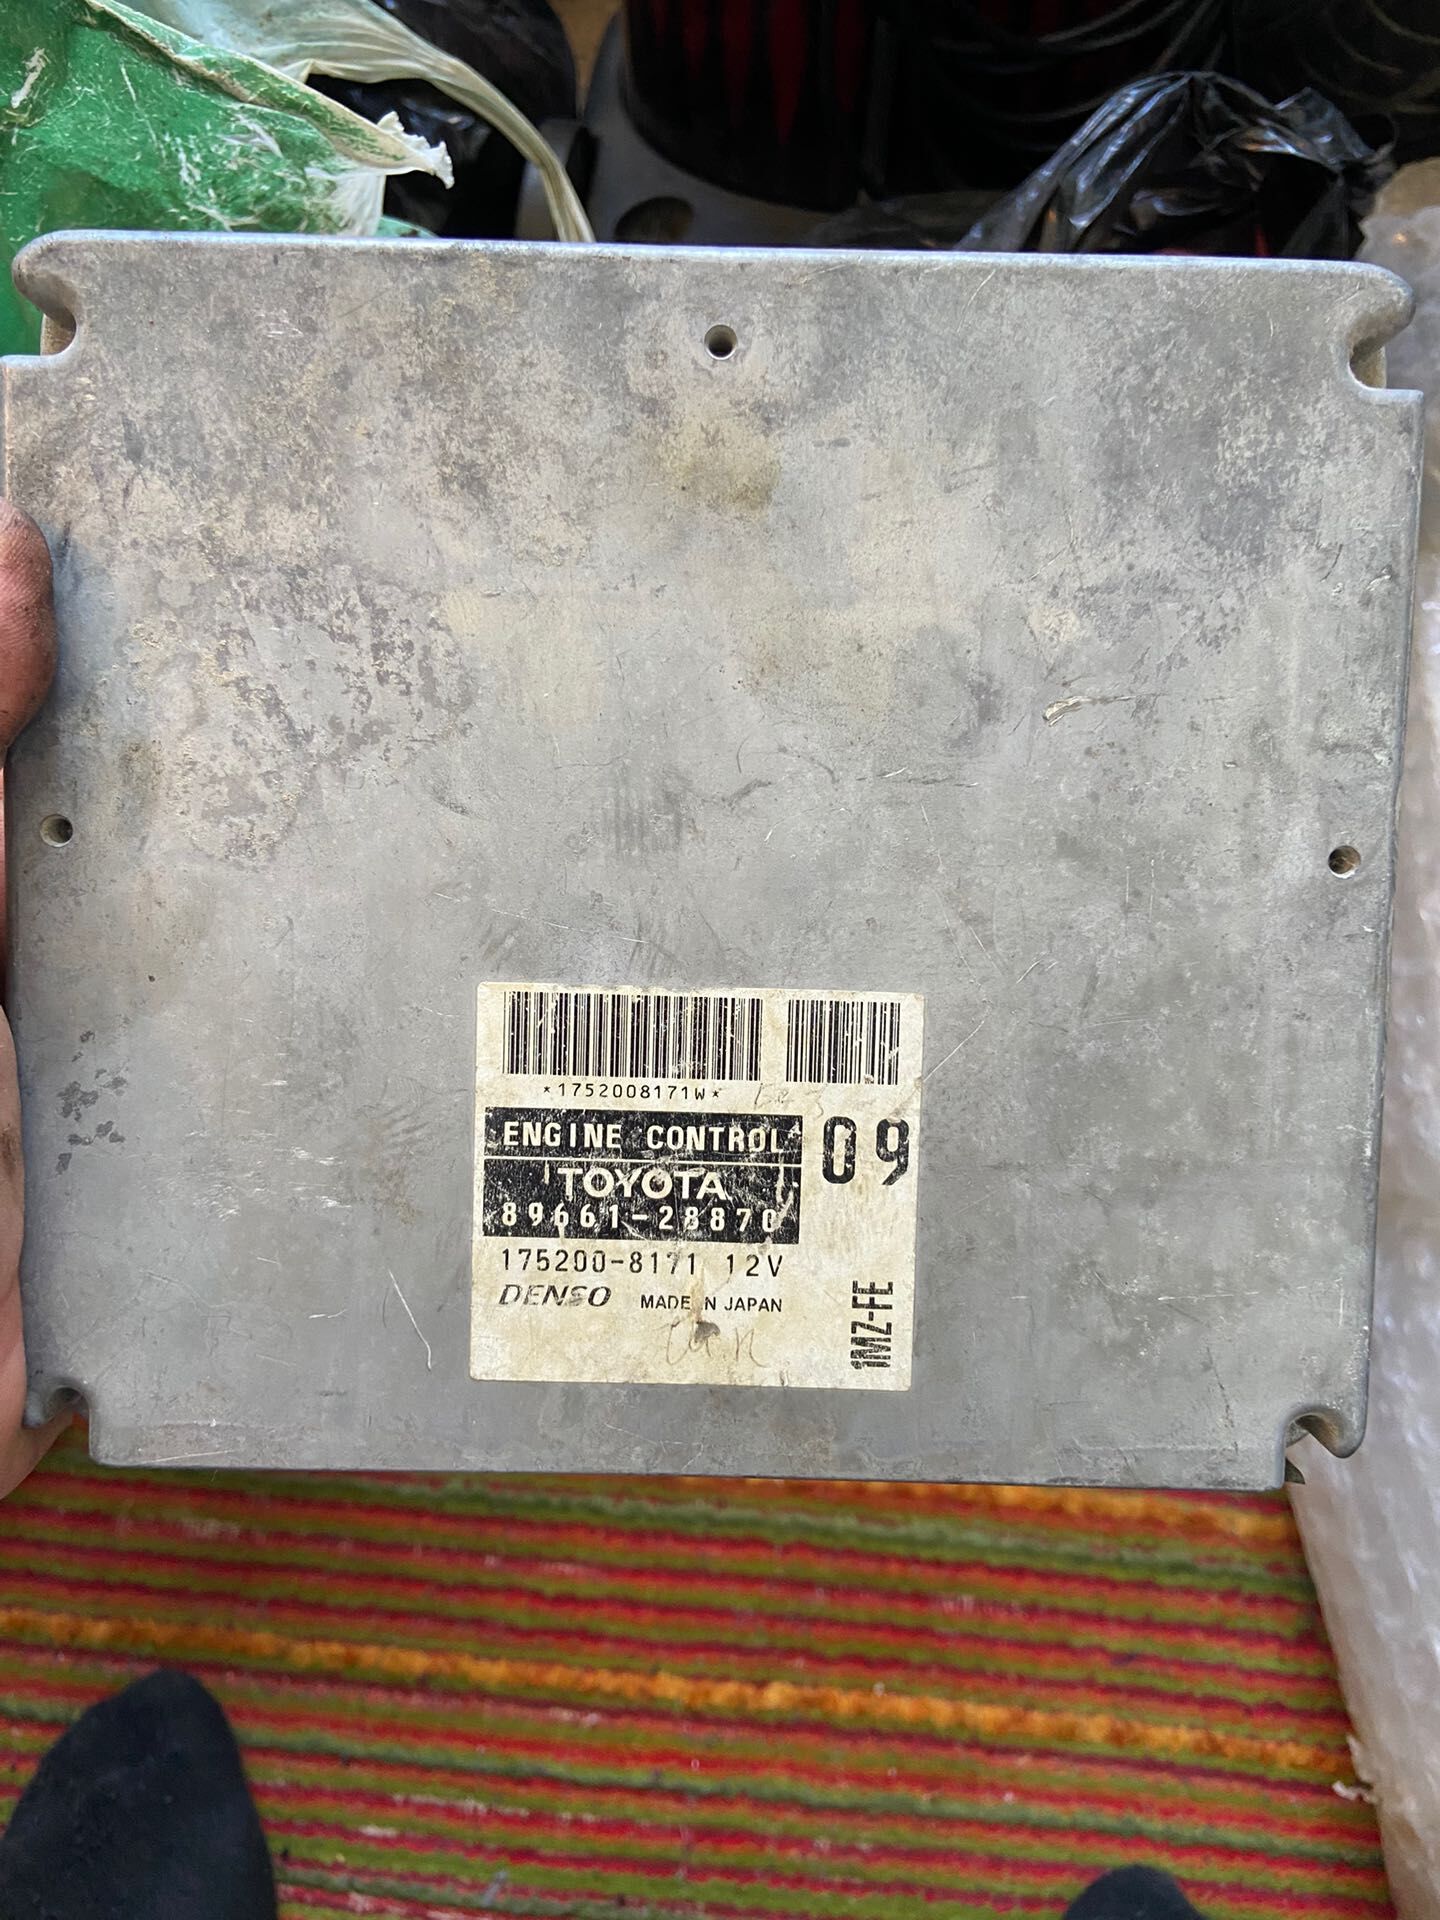 *1752008171W*
ENGINE CONTROL
09
TOYOTA
89661-28870
175200-8171 12V
DENSO MADE IN JAPAN
1MZ-FE